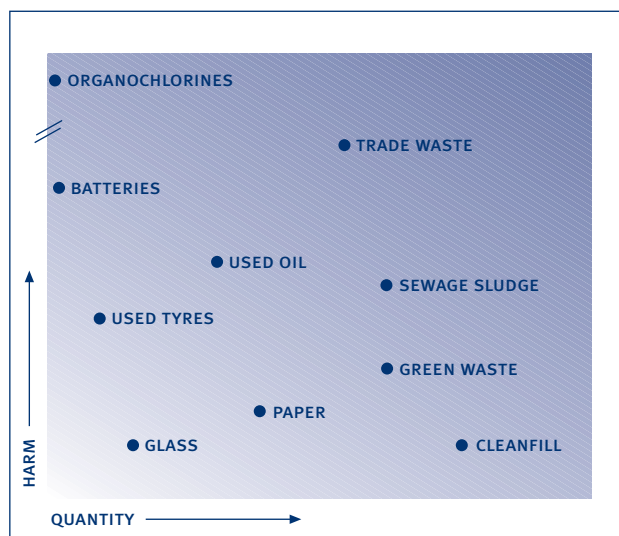 ORGANOCHLORINES
TRADE WASTE
BATTERIES
USED OIL
SEWAGE SLUDGE
USED TYRES
GREEN WASTE
PAPER
GLASS
CLEANFILL
HARM
QUANTITY